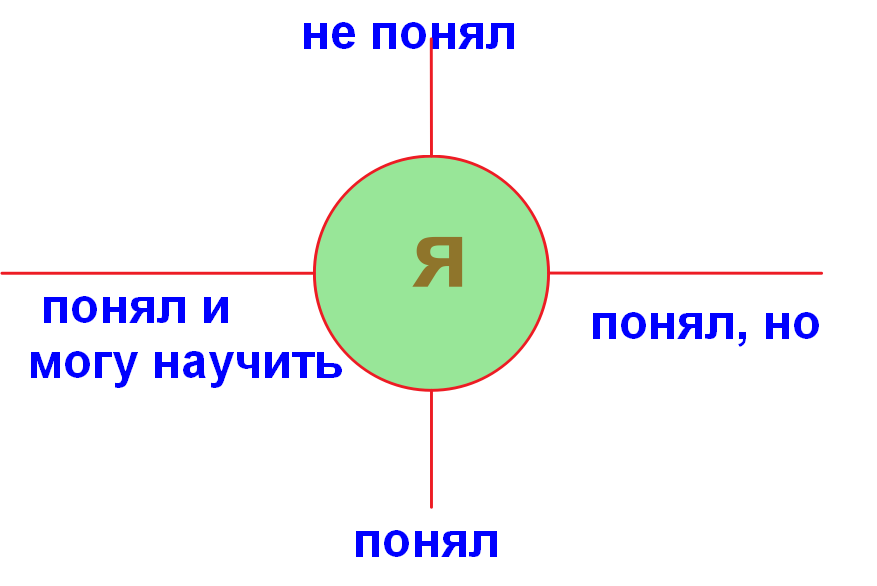 не понял
Я
понял и
могу научить
понял, но
понял